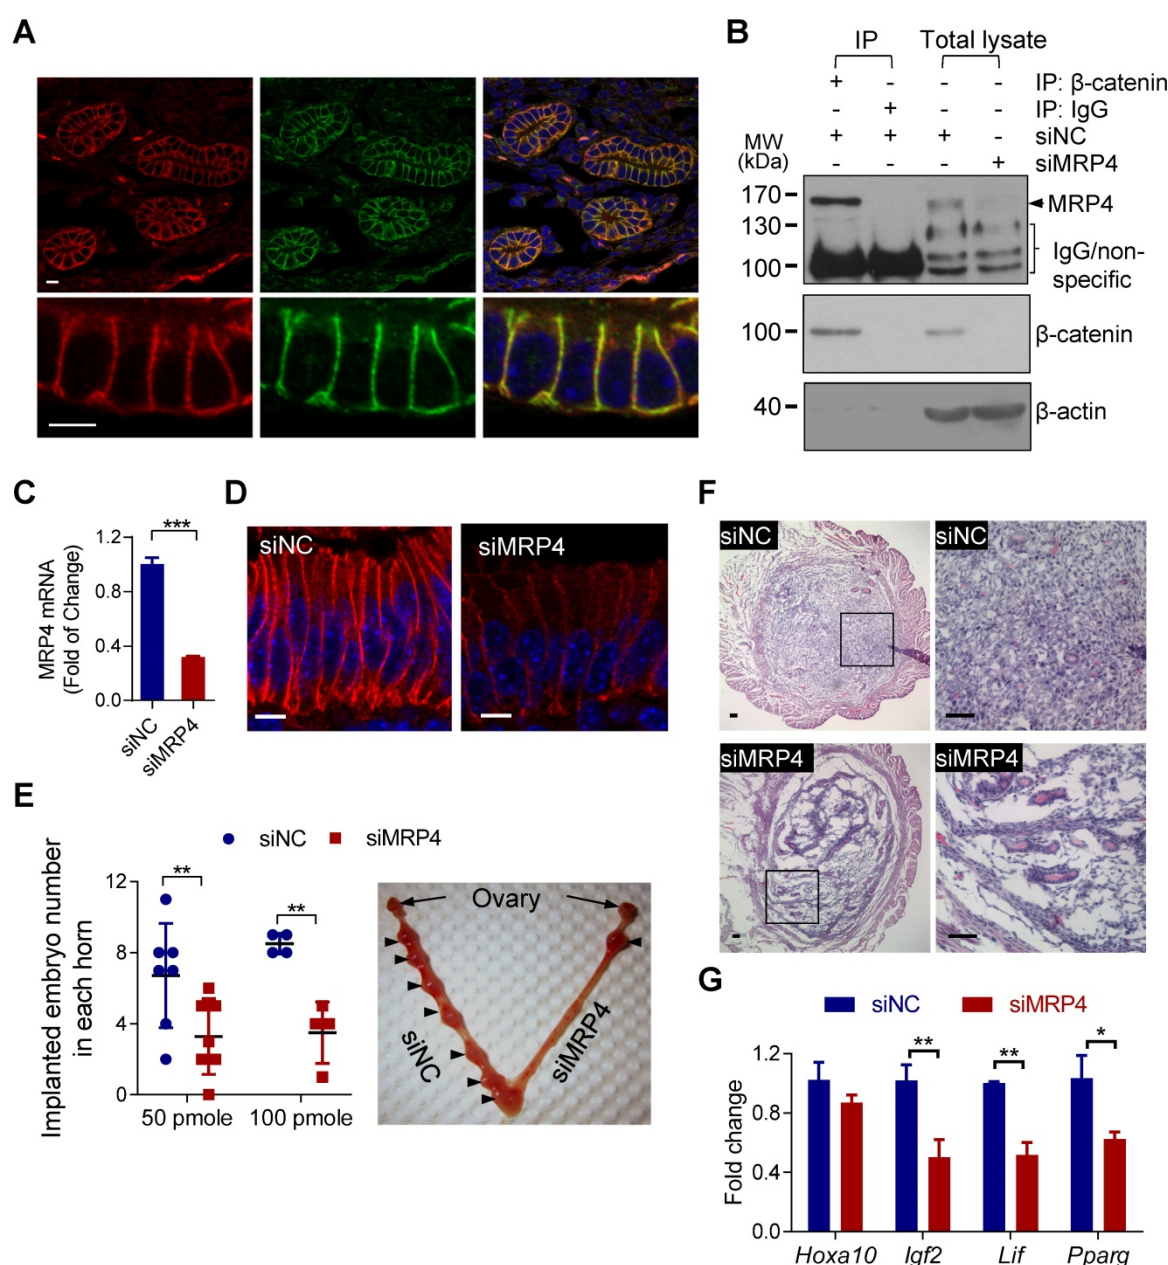 A
B
IP Total lysate
+ - - - IP: β-catenin
- + - - IP: IgG
+ + + - siNC
- - - + siMRP4
MW
(kDa)
170
130
100
MRP4
IgG/non-
specific
100
β-catenin
40
β-actin
C
MRP4 mRNA
(Fold of Change)
1.2
0.8
0.4
0.0
***
siNC
siMRP4
D
siNC
siMRP4
E
Implanted embryo number
in each horn
siNC siMRP4
12
8
4
0
**
**
50 pmole 100 pmole
Ovary
siNC
siMRP4
F
siNC
siNC
siMRP4
siMRP4
G
siNC siMRP4
Fold change
1.2
0.8
0.4
0.0
**
**
*
Hoxa10 Igf2 Lif Pparg